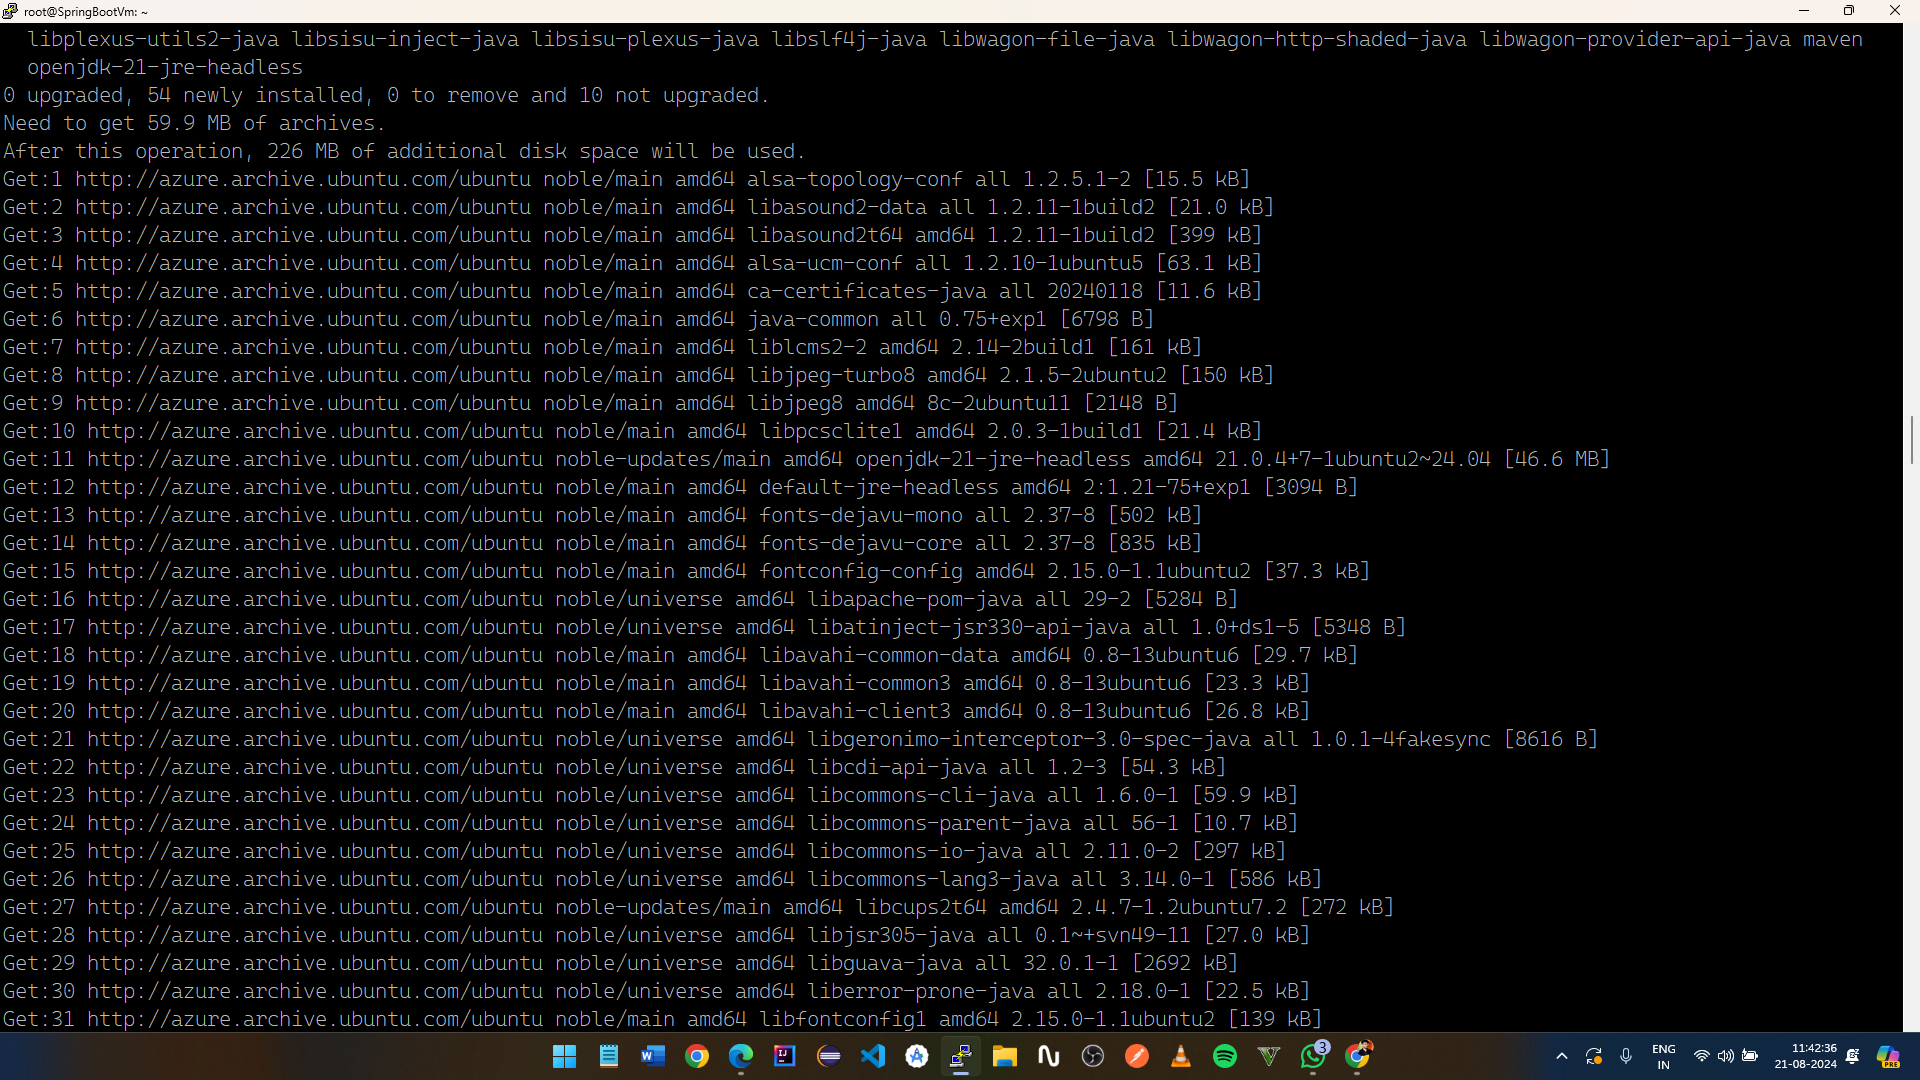 root@SpringBootVm: ~
libplexus-utils2-java libsisu-inject-java libsisu-plexus-java libslf4j-java libwagon-file-java libwagon-http-shaded-java libwagon-provider-api-java maven
openjdk-21-jre-headless
0 upgraded, 54 newly installed, 0 to remove and 10 not upgraded.
Need to get 59.9 MB of archives.
After this operation, 226 MB of additional disk space will be used.
Get:1 http://azure.archive.ubuntu.com/ubuntu noble/main amd64 alsa-topology-conf all 1.2.5.1-2 [15.5 kB]
Get:2 http://azure.archive.ubuntu.com/ubuntu noble/main amd64 libasound2-data all 1.2.11-1build2 [21.0 kB]
Get:3 http://azure.archive.ubuntu.com/ubuntu noble/main amd64 libasound2t64 amd64 1.2.11-1build2 [399 kB]
Get:4 http://azure.archive.ubuntu.com/ubuntu noble/main amd64 alsa-ucm-conf all 1.2.10-1ubuntu5 [63.1 kB]
Get:5 http://azure.archive.ubuntu.com/ubuntu noble/main amd64 ca-certificates-java all 20240118 [11.6 kB]
Get:6 http://azure.archive.ubuntu.com/ubuntu noble/main amd64 java-common all 0.75+exp1 [6798 B]
Get:7 http://azure.archive.ubuntu.com/ubuntu noble/main amd64 liblcms2-2 amd64 2.14-2build1 [161 kB]
Get:8 http://azure.archive.ubuntu.com/ubuntu noble/main amd64 libjpeg-turbo8 amd64 2.1.5-2ubuntu2 [150 kB]
Get:9 http://azure.archive.ubuntu.com/ubuntu noble/main amd64 libjpeg8 amd64 8c-2ubuntu11 [2148 B]
Get:10 http://azure.archive.ubuntu.com/ubuntu noble/main amd64 libpcsclite1 amd64 2.0.3-1build1 [21.4 kB]
Get:11 http://azure.archive.ubuntu.com/ubuntu noble-updates/main amd64 openjdk-21-jre-headless amd64 21.0.4+7-1ubuntu2~24.04 [46.6 MB]
Get:12 http://azure.archive.ubuntu.com/ubuntu noble/main amd64 default-jre-headless amd64 2:1.21-75+exp1 [3094 B]
Get:13 http://azure.archive.ubuntu.com/ubuntu noble/main amd64 fonts-dejavu-mono all 2.37-8 [502 kB]
Get:14 http://azure.archive.ubuntu.com/ubuntu noble/main amd64 fonts-dejavu-core all 2.37-8 [835 kB]
Get:15 http://azure.archive.ubuntu.com/ubuntu noble/main amd64 fontconfig-config amd64 2.15.0-1.1ubuntu2 [37.3 kB]
Get:16 http://azure.archive.ubuntu.com/ubuntu noble/universe amd64 libapache-pom-java all 29-2 [5284 B]
Get:17 http://azure.archive.ubuntu.com/ubuntu noble/universe amd64 libatinject-jsr330-api-java all 1.0+ds1-5 [5348 B]
Get:18 http://azure.archive.ubuntu.com/ubuntu noble/main amd64 libavahi-common-data amd64 0.8-13ubuntu6 [29.7 kB]
Get:19 http://azure.archive.ubuntu.com/ubuntu noble/main amd64 libavahi-common3 amd64 0.8-13ubuntu6 [23.3 kB]
Get:20 http://azure.archive.ubuntu.com/ubuntu noble/main amd64 libavahi-client3 amd64 0.8-13ubuntu6 [26.8 kB]
Get:21 http://azure.archive.ubuntu.com/ubuntu noble/universe amd64 libgeronimo-interceptor-3.0-spec-java all 1.0.1-4fakesync [8616 B]
Get:22 http://azure.archive.ubuntu.com/ubuntu noble/universe amd64 libcdi-api-java all 1.2-3 [54.3 kB]
Get:23 http://azure.archive.ubuntu.com/ubuntu noble/universe amd64 libcommons-cli-java all 1.6.0-1 [59.9 kB]
Get:24 http://azure.archive.ubuntu.com/ubuntu noble/universe amd64 libcommons-parent-java all 56-1 [10.7 kB]
Get:25 http://azure.archive.ubuntu.com/ubuntu noble/universe amd64 libcommons-io-java all 2.11.0-2 [297 kB]
Get:26 http://azure.archive.ubuntu.com/ubuntu noble/universe amd64 libcommons-lang3-java all 3.14.0-1 [586 kB]
Get:27 http://azure.archive.ubuntu.com/ubuntu noble-updates/main amd64 libcups2t64 amd64 2.4.7-1.2ubuntu7.2 [272 kB]
Get:28 http://azure.archive.ubuntu.com/ubuntu noble/universe amd64 libjsr305-java all 0.1~+svn49-11 [27.0 kB]
Get:29 http://azure.archive.ubuntu.com/ubuntu noble/universe amd64 libguava-java all 32.0.1-1 [2692 kB]
Get:30 http://azure.archive.ubuntu.com/ubuntu noble/universe amd64 liberror-prone-java all 2.18.0-1 [22.5 kB]
Get:31 http://azure.archive.ubuntu.com/ubuntu noble/main amd64 libfontconfig1 amd64 2.15.0-1.1ubuntu2 [139 kB]
3
ENG
IN
11:42:36
21-08-2024
PRE